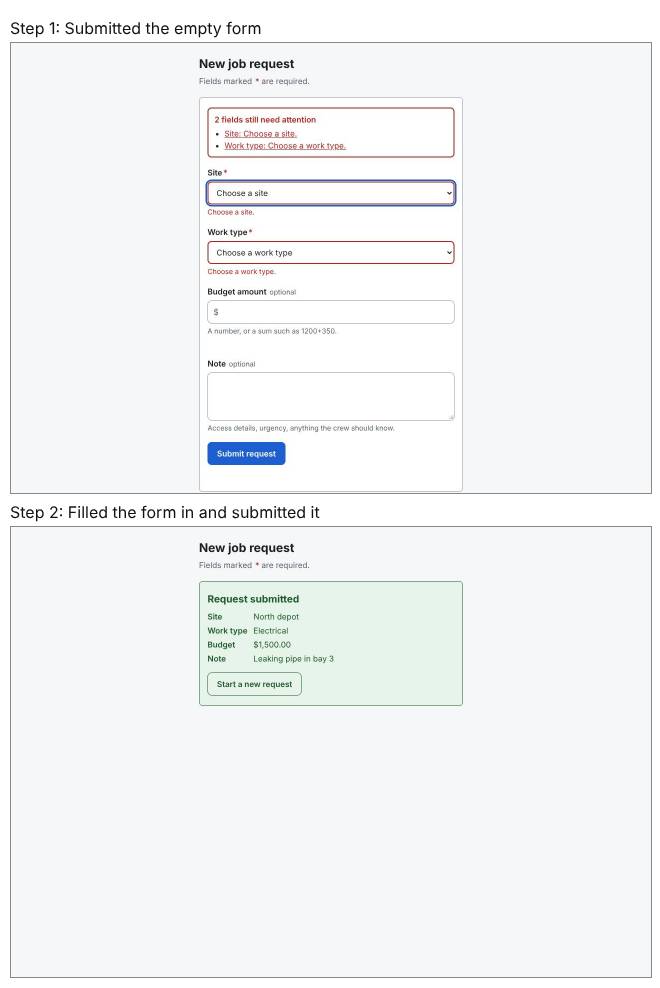 Step 1: Submitted the empty form
New job request
Fields marked * are required.
2 fields still need attention
• Site: Choose a site.
• Work type: Choose a work type.
Site*
Choose a site
Choose a site.
Work type*
Choose a work type
Choose a work type.
Budget amount optional
$
A number, or a sum such as 1200+350.
Note optional
Access details, urgency, anything the crew should know.
Submit request
Step 2: Filled the form in and submitted it
New job request
Fields marked * are required.
Request submitted
Site North depot
Work type Electrical
Budget $1,500.00
Note Leaking pipe in bay 3
Start a new request